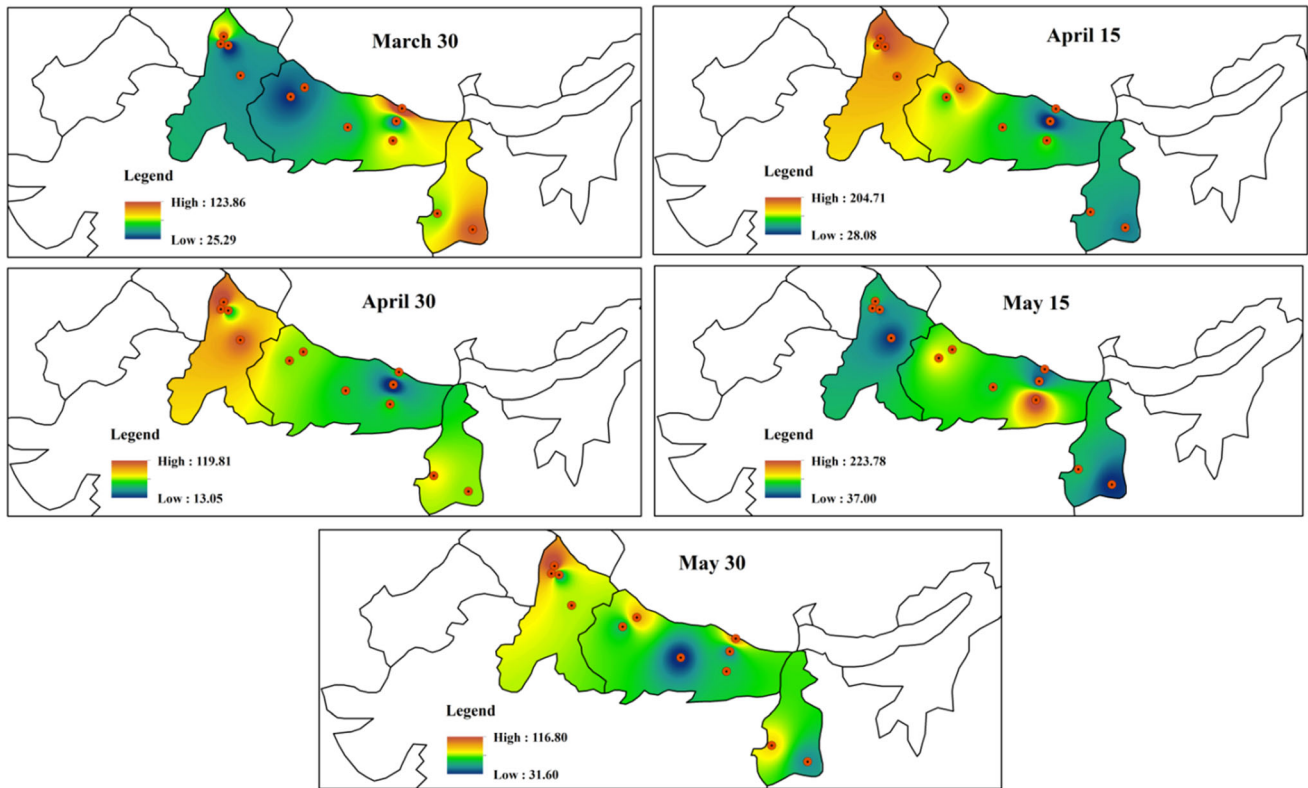 March 30
Legend
High : 123.86
Low : 25.29
April 15
Legend
High : 204.71
Low : 28.08
April 30
Legend
High : 119.81
Low : 13.05
May 15
Legend
High : 223.78
Low : 37.00
May 30
Legend
High : 116.80
Low : 31.60